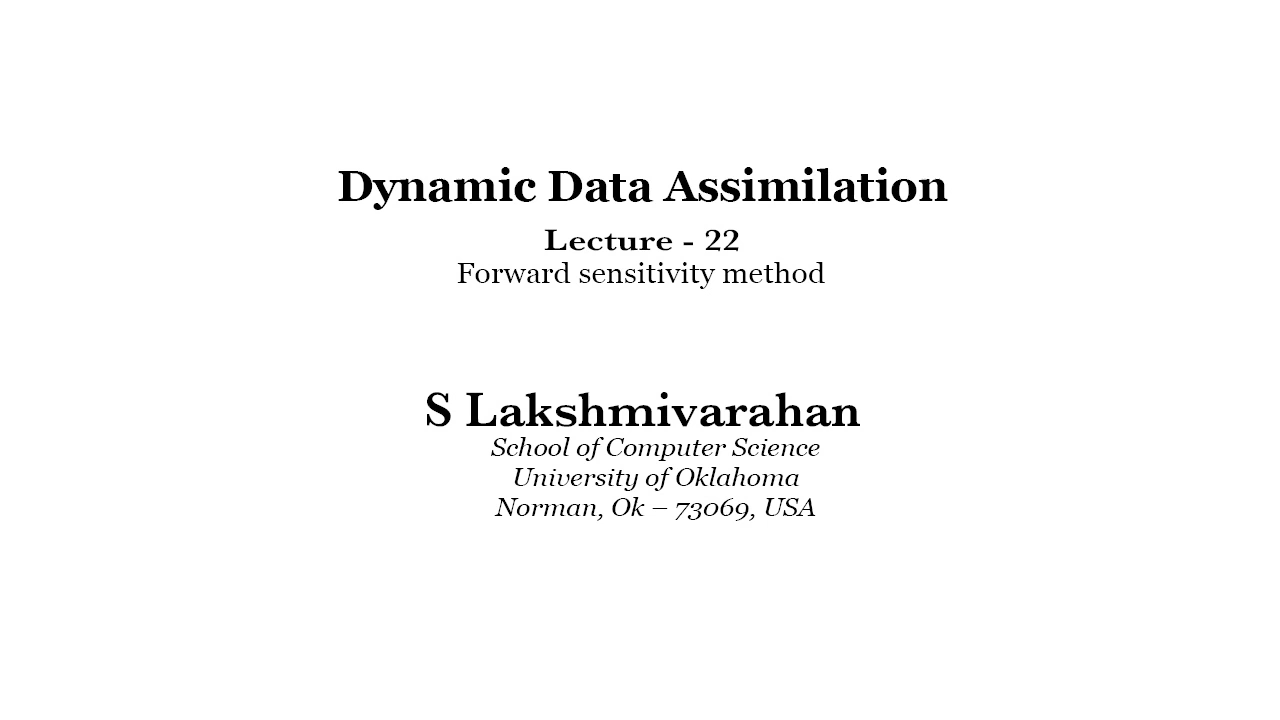 Dynamic Data Assimilation
Lecture - 22
Forward sensitivity method
S Lakshmivarahan
School of Computer Science
University of Oklahoma
Norman, Ok – 73069, USA